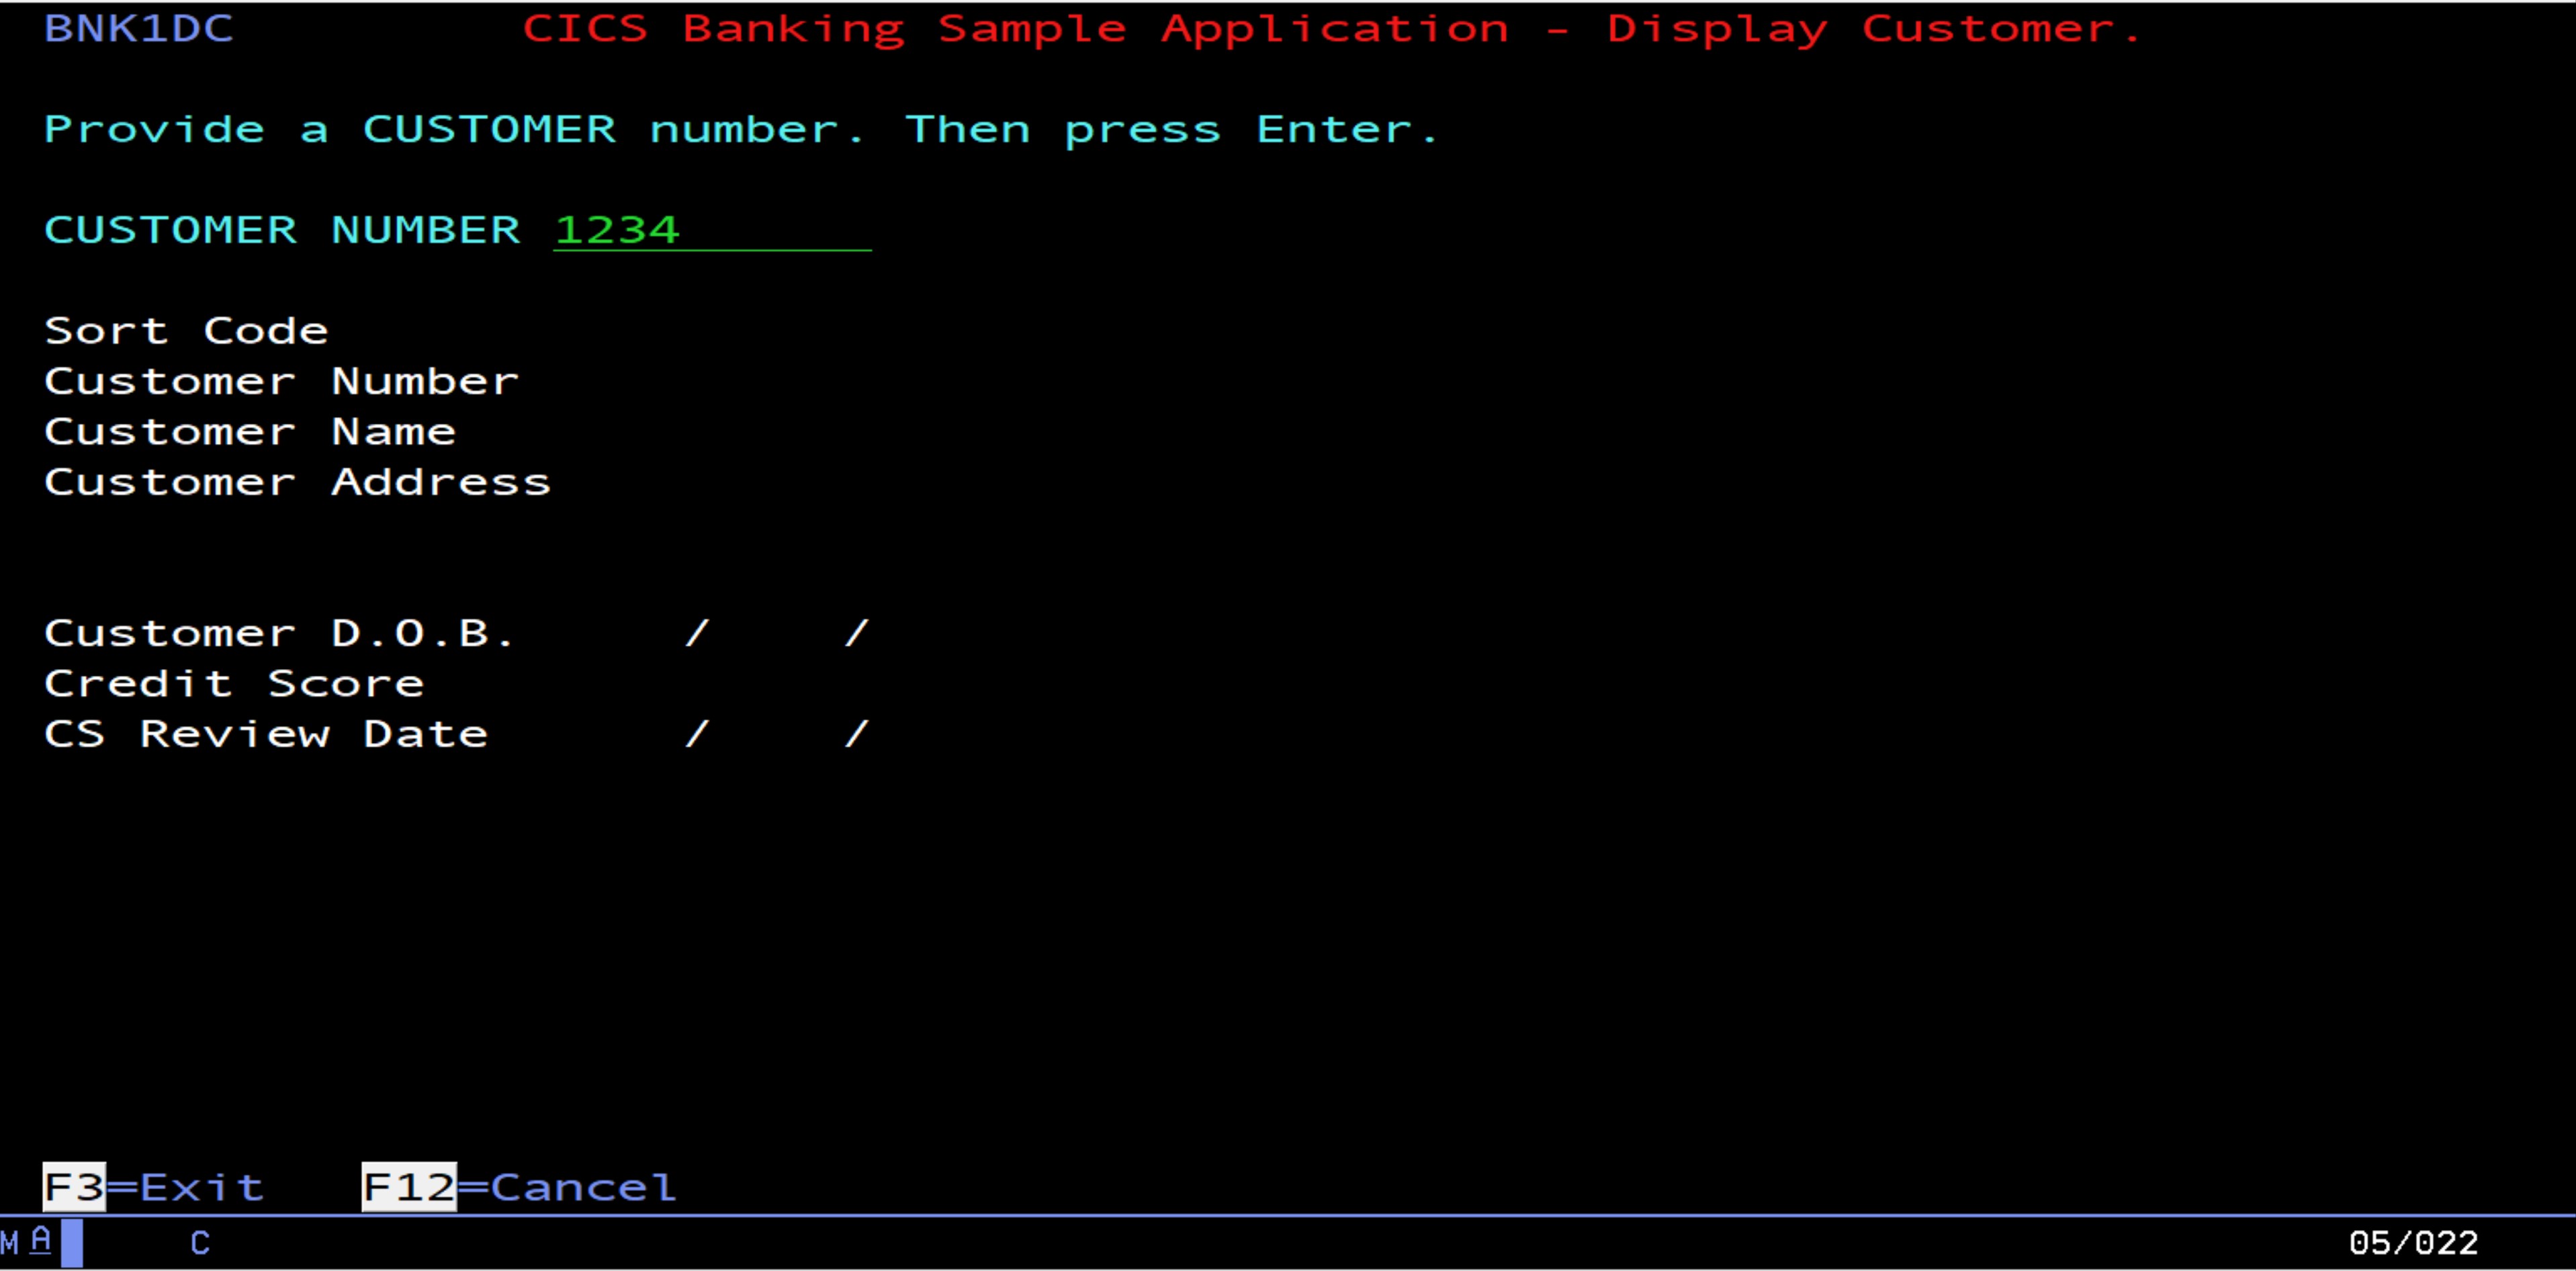 BNK1DC CICS Banking Sample Application - Display Customer.
Provide a CUSTOMER number. Then press Enter.
CUSTOMER NUMBER 1234
Sort Code
Customer Number
Customer Name
Customer Address
Customer D.O.B. / /
Credit Score
CS Review Date / /
F3=Exit F12=Cancel
MA C 05/022